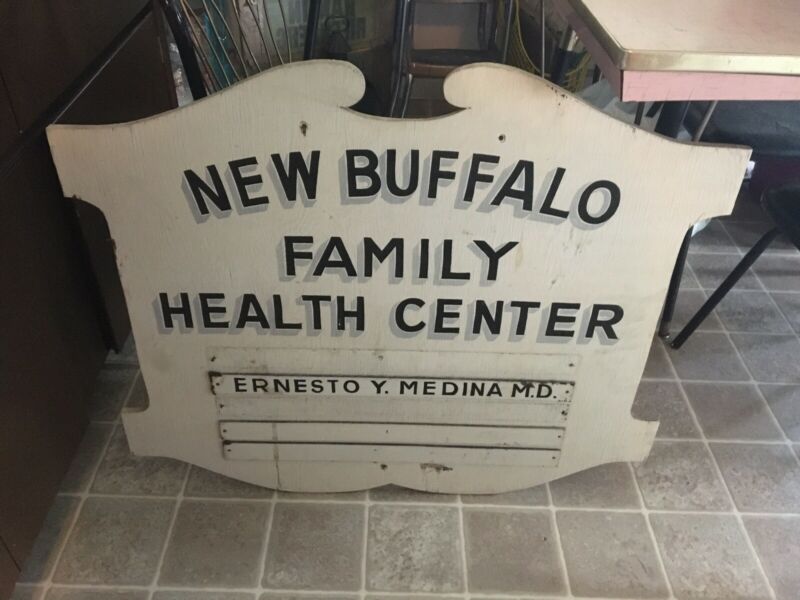 NEW BUFFALO
FAMILY
HEALTH CENTER
ERNESTO Y. MEDINA M.D.